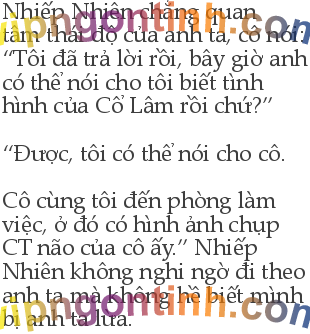 Nhiếp Nhiên chẳng quan
tâm thái độ của anh ta, cô nói:
“Tôi đã trả lời rồi, bây giờ anh
có thể nói cho tôi biết tình
hình của Cổ Lâm rồi chứ?”
“Được, tôi có thể nói cho cô.
Cô cùng tôi đến phòng làm
việc, ở đó có hình ảnh chụp
CT não của cô ấy.” Nhiếp
Nhiên không nghi ngờ đi theo
anh ta mà không hề biết mình
bị anh ta lừa.